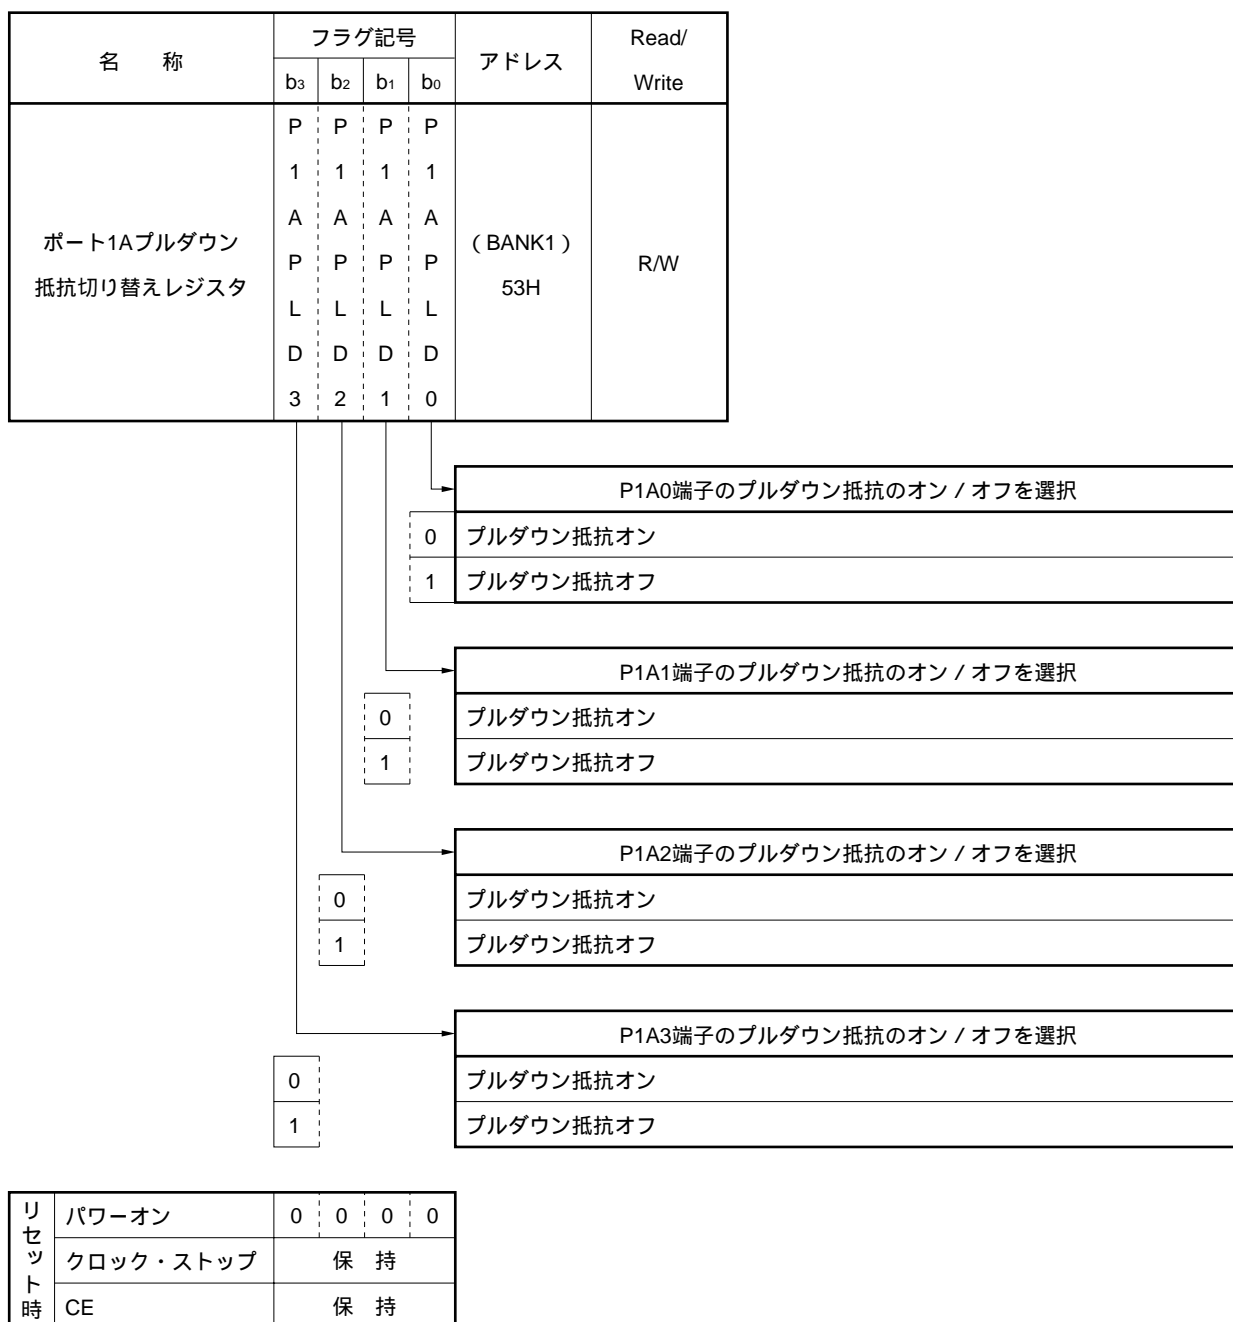 名　称
フラグ記号
アドレス
Read/
Write
b3 b2 b1 b0
ポート1Aプルダウン
抵抗切り替えレジスタ
P P P P
1 1 1 1
A A A A
P P P P
L L L L
D D D D
3 2 1 0
（BANK1）
53H
R/W
P1A0端子のプルダウン抵抗のオン／オフを選択
0 プルダウン抵抗オン
1 プルダウン抵抗オフ
P1A1端子のプルダウン抵抗のオン／オフを選択
0 プルダウン抵抗オン
1 プルダウン抵抗オフ
P1A2端子のプルダウン抵抗のオン／オフを選択
0 プルダウン抵抗オン
1 プルダウン抵抗オフ
P1A3端子のプルダウン抵抗のオン／オフを選択
0 プルダウン抵抗オン
1 プルダウン抵抗オフ
リセット時
パワーオン 0 0 0 0
クロック・ストップ 保　持
CE 保　持